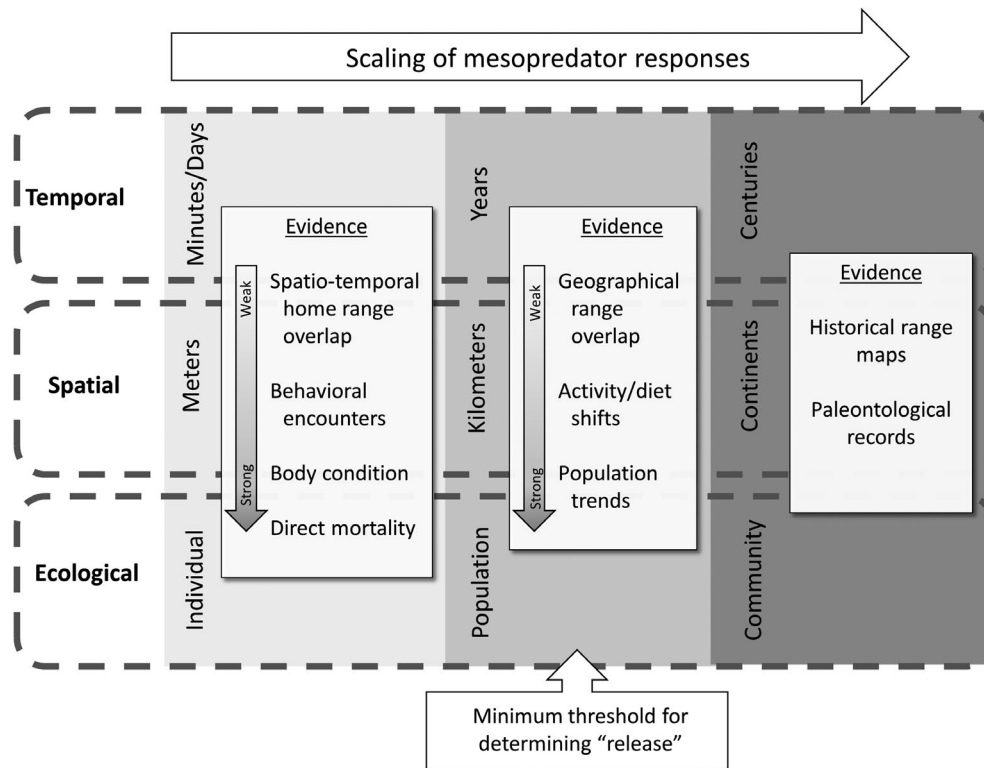 Scaling of mesopredator responses
Temporal
Minutes/Days
Years
Centuries
Spatial
Meters
Kilometers
Continents
Ecological
Individual
Population
Community
Evidence
Weak
Strong
Spatio-temporal
home range
overlap
Behavioral
encounters
Body condition
Direct mortality
Evidence
Weak
Strong
Geographical
range
overlap
Activity/diet
shifts
Population
trends
Evidence
Historical range
maps
Paleontological
records
Minimum threshold for
determining “release”